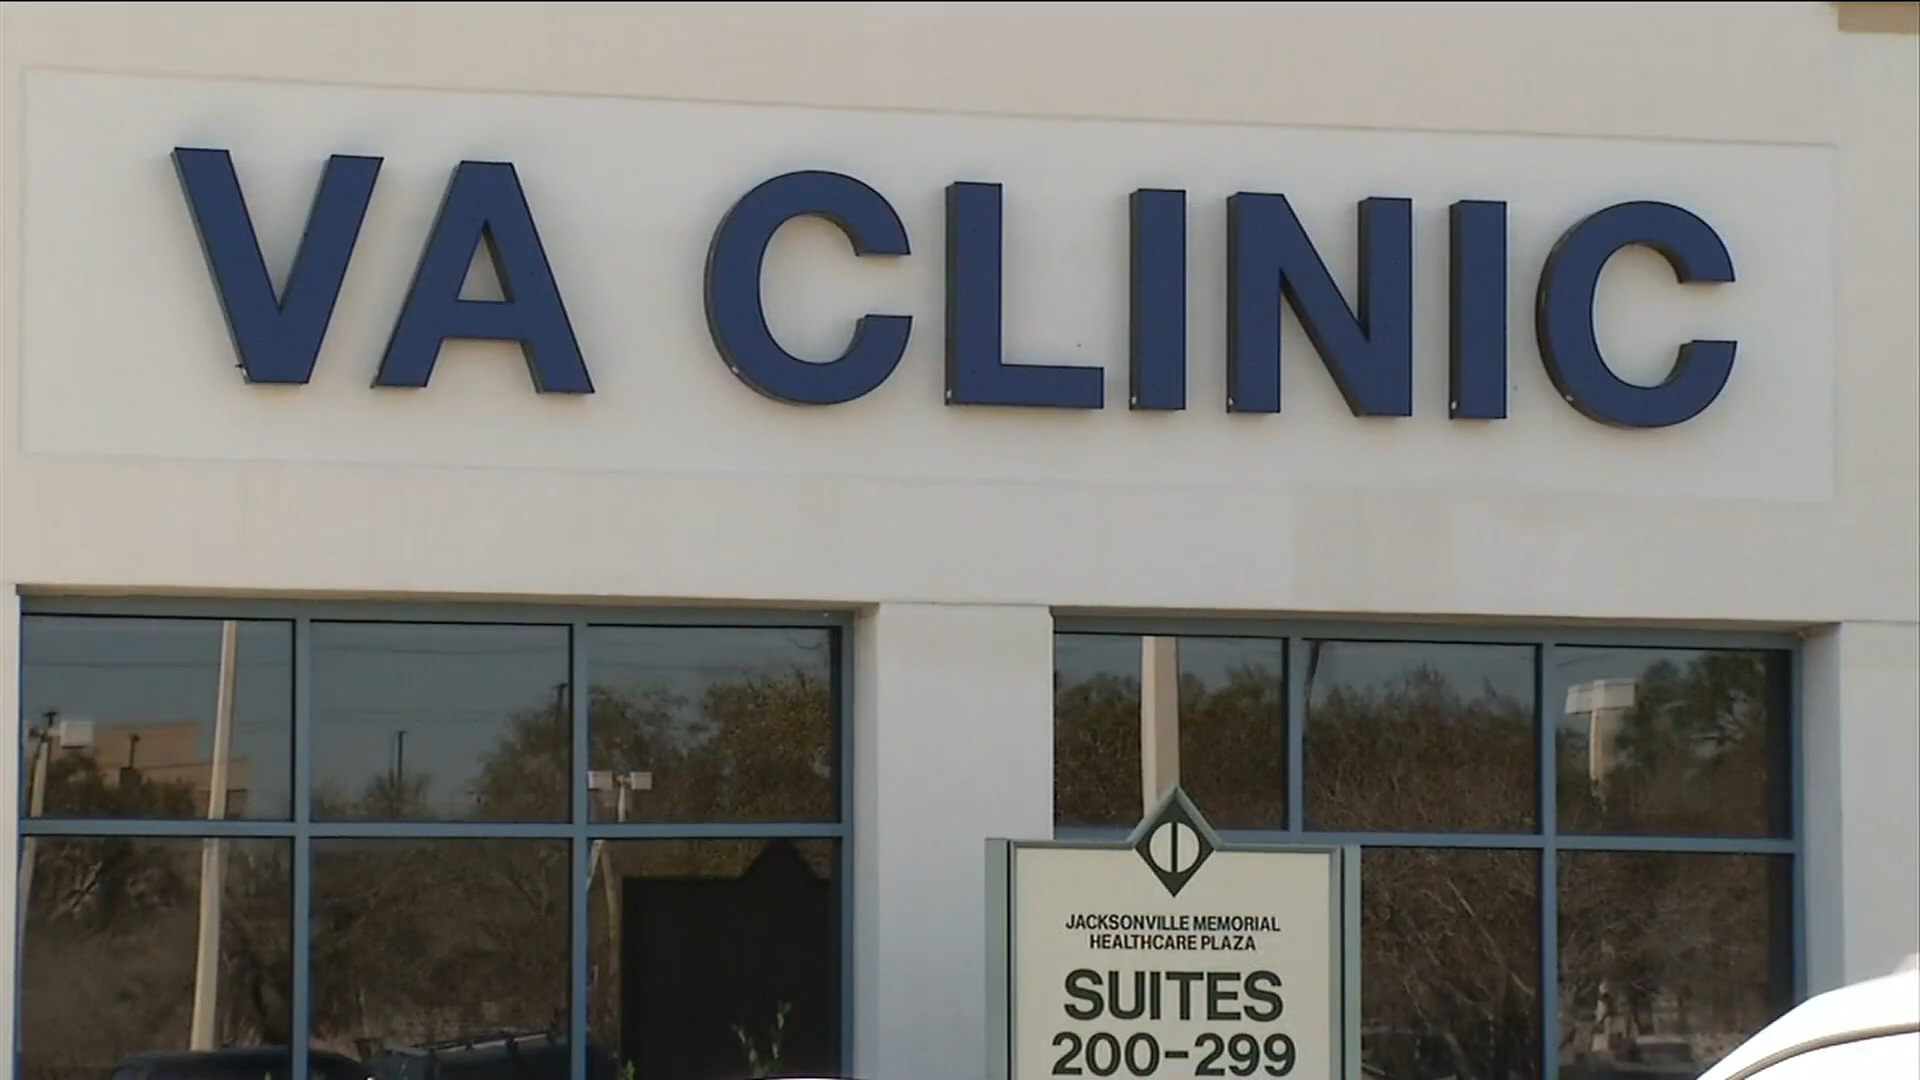 VA CLINIC
JACKSONVILLE MEMORIAL
HEALTHCARE PLAZA
SUITES
200-299